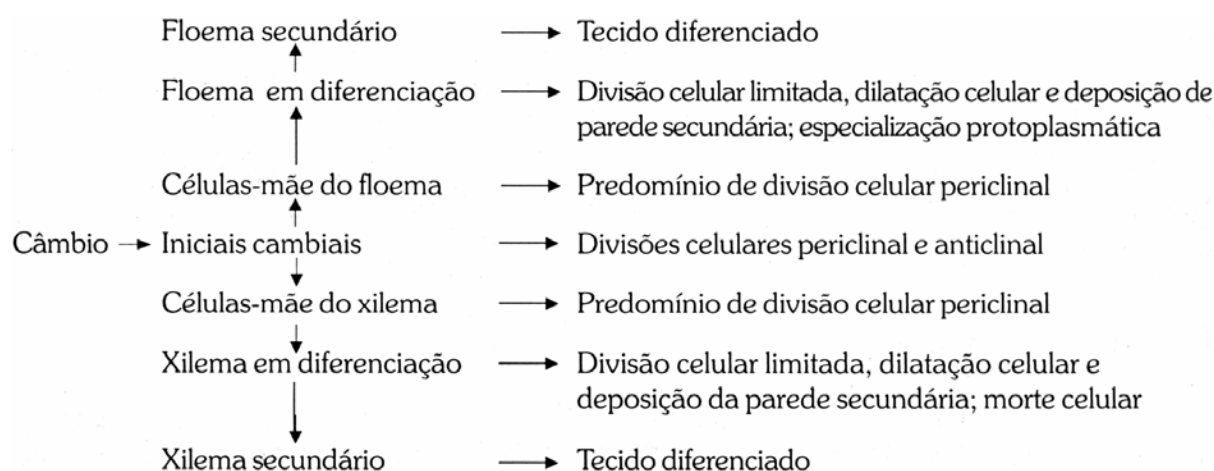 Floema secundário → Tecido diferenciado
Floema em diferenciação → Divisão celular limitada, dilatação celular e deposição de
parede secundária; especialização protoplasmática
Células-mãe do floema → Predomínio de divisão celular periclinal
Câmbio → Iniciais cambiais → Divisões celulares periclinal e anticlinal
Células-mãe do xilema → Predomínio de divisão celular periclinal
Xilema em diferenciação → Divisão celular limitada, dilatação celular e
deposição da parede secundária; morte celular
Xilema secundário → Tecido diferenciado